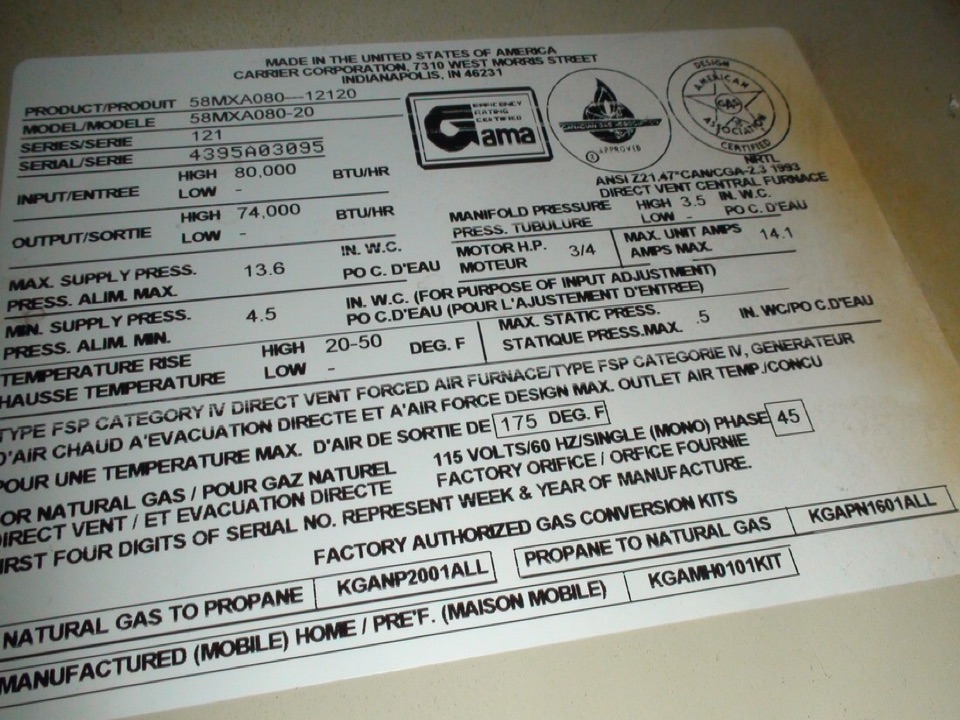 MADE IN THE UNITED STATES OF AMERICA
CARRIER CORPORATION, 7310 WEST MORRIS STREET
INDIANAPOLIS, IN 46231
PRODUCT/PRODUIT 58MXA080---12120
MODEL/MODELE 58MXA080-20
SERIES/SERIE 121
SERIAL/SERIE 4395A03095
EFFICIENCY
RATING
CERTIFIED
Gama
APPROVED
DESIGN
AMERICAN
GAS
ASSOCIATION
CERTIFIED
NRTL
ANSI Z21.47*CAN/CGA-2.3 1993
DIRECT VENT CENTRAL FURNACE
INPUT/ENTREE HIGH 80,000 BTU/HR
LOW -
OUTPUT/SORTIE HIGH 74,000 BTU/HR
LOW -
MANIFOLD PRESSURE HIGH 3.5 IN. W.C.
PRESS. TUBULURE LOW - PO C. D'EAU
MOTOR H.P. 3/4 MAX. UNIT AMPS 14.1
MOTEUR AMPS MAX.
MAX. SUPPLY PRESS. 13.6 IN. W.C.
PRESS. ALIM. MAX. PO C. D'EAU
MIN. SUPPLY PRESS. 4.5 IN. W.C. (FOR PURPOSE OF INPUT ADJUSTMENT)
PRESS. ALIM. MIN. PO C.D'EAU (POUR L'AJUSTEMENT D'ENTREE)
TEMPERATURE RISE HIGH 20-50 DEG. F MAX. STATIC PRESS. .5 IN. WC/PO C.D'EAU
HAUSSE TEMPERATURE LOW - STATIQUE PRESS.MAX.
TYPE FSP CATEGORY IV DIRECT VENT FORCED AIR FURNACE/TYPE FSP CATEGORIE IV, GENERATEUR
D'AIR CHAUD A'EVACUATION DIRECTE ET A'AIR FORCE DESIGN MAX. OUTLET AIR TEMP./CONCU
POUR UNE TEMPERATURE MAX. D'AIR DE SORTIE DE 175 DEG. F
OR NATURAL GAS / POUR GAZ NATUREL 115 VOLTS/60 HZ/SINGLE (MONO) PHASE 45
DIRECT VENT / ET EVACUATION DIRECTE FACTORY ORIFICE / ORFICE FOURNIE
IRST FOUR DIGITS OF SERIAL NO. REPRESENT WEEK & YEAR OF MANUFACTURE.
FACTORY AUTHORIZED GAS CONVERSION KITS
NATURAL GAS TO PROPANE KGANP2001ALL PROPANE TO NATURAL GAS KGAPN1601ALL
MANUFACTURED (MOBILE) HOME / PRE'F. (MAISON MOBILE) KGAMH0101KIT